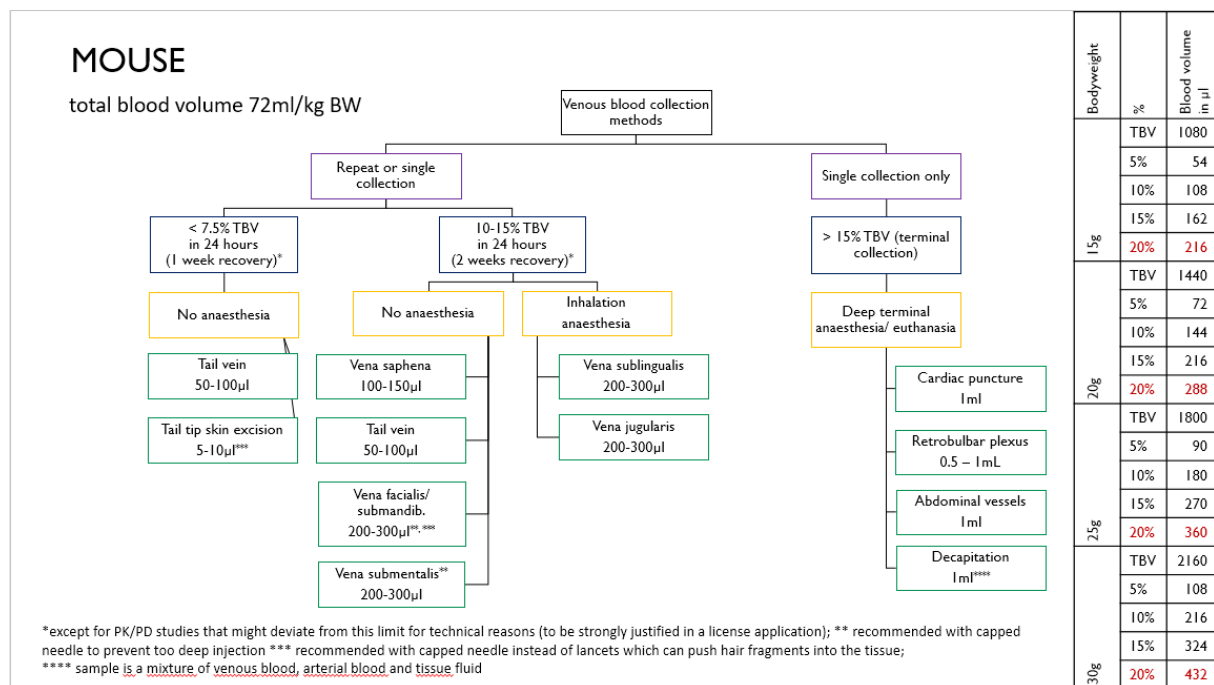 MOUSE
total blood volume 72ml/kg BW
Venous blood collection
methods
Repeat or single
collection
Single collection only
< 7.5% TBV
in 24 hours
(1 week recovery)*
10-15% TBV
in 24 hours
(2 weeks recovery)*
> 15% TBV (terminal
collection)
No anaesthesia
No anaesthesia
Inhalation
anaesthesia
Deep terminal
anaesthesia/ euthanasia
Tail vein
50-100µl
Tail tip skin excision
5-10µl***
Vena saphena
100-150µl
Tail vein
50-100µl
Vena facialis/
submandib.
200-300µl**, ***
Vena submentalis**
200-300µl
Vena sublingualis
200-300µl
Vena jugularis
200-300µl
Cardiac puncture
1ml
Retrobulbar plexus
0.5 – 1mL
Abdominal vessels
1ml
Decapitation
1ml****
*except for PK/PD studies that might deviate from this limit for technical reasons (to be strongly justified in a license application); ** recommended with capped
needle to prevent too deep injection *** recommended with capped needle instead of lancets which can push hair fragments into the tissue;
**** sample is a mixture of venous blood, arterial blood and tissue fluid
Bodyweight % Blood volume in µl
15g
TBV 1080
5% 54
10% 108
15% 162
20% 216
20g
TBV 1440
5% 72
10% 144
15% 216
20% 288
25g
TBV 1800
5% 90
10% 180
15% 270
20% 360
30g
TBV 2160
5% 108
10% 216
15% 324
20% 432